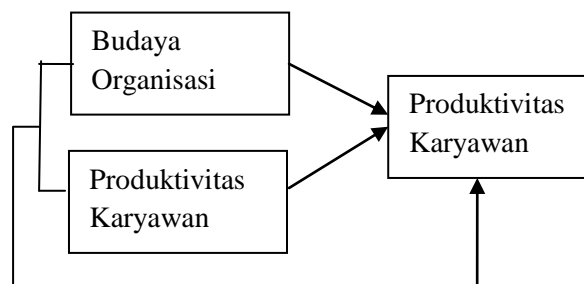 Budaya
Organisasi
Produktivitas
Karyawan
Produktivitas
Karyawan